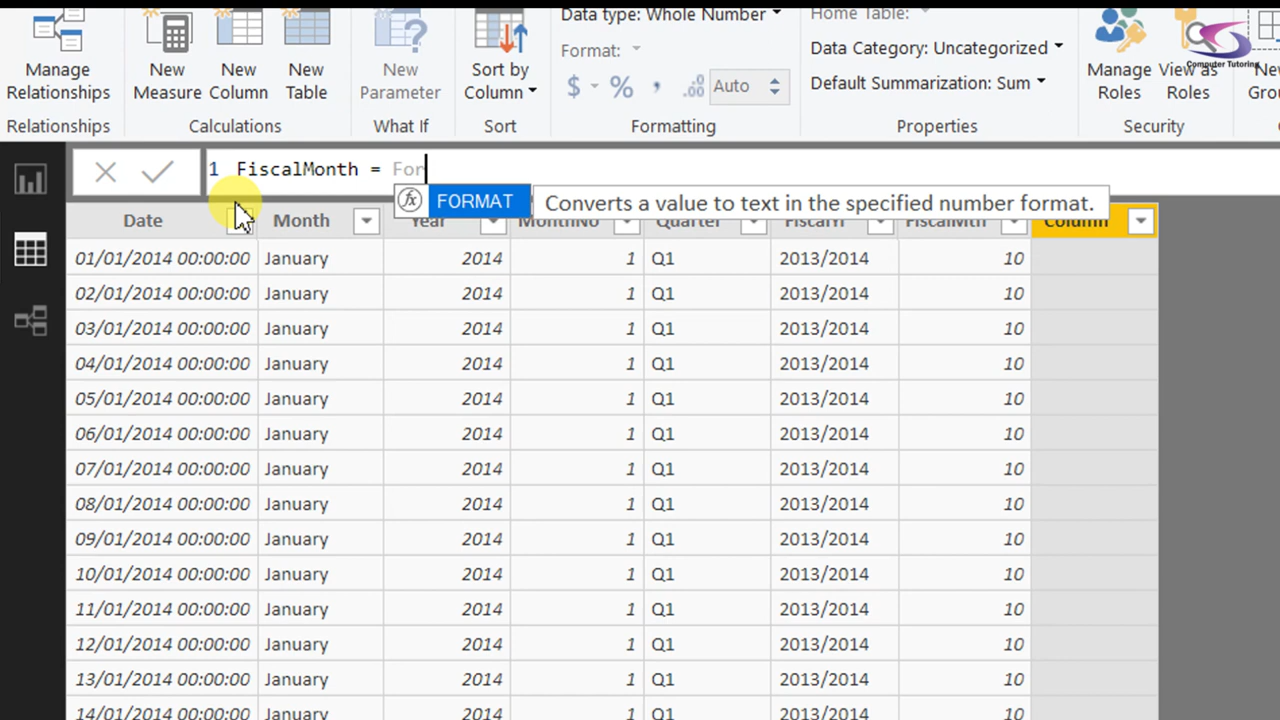 Data type: Whole Number
Home Table:
Manage Relationships
New Measure
New Column
New Table
New Parameter
Sort by Column
Format:
$ % , .00 Auto
Data Category: Uncategorized
Default Summarization: Sum
Manage Roles
View as Roles
Computer Tutoring
Relationships
Calculations
What If
Sort
Formatting
Properties
Security
1 FiscalMonth = For
fx FORMAT Converts a value to text in the specified number format.
Date Month Year MonthNo Quarter FiscalYr FiscalMth Column
01/01/2014 00:00:00 January 2014 1 Q1 2013/2014 10
02/01/2014 00:00:00 January 2014 1 Q1 2013/2014 10
03/01/2014 00:00:00 January 2014 1 Q1 2013/2014 10
04/01/2014 00:00:00 January 2014 1 Q1 2013/2014 10
05/01/2014 00:00:00 January 2014 1 Q1 2013/2014 10
06/01/2014 00:00:00 January 2014 1 Q1 2013/2014 10
07/01/2014 00:00:00 January 2014 1 Q1 2013/2014 10
08/01/2014 00:00:00 January 2014 1 Q1 2013/2014 10
09/01/2014 00:00:00 January 2014 1 Q1 2013/2014 10
10/01/2014 00:00:00 January 2014 1 Q1 2013/2014 10
11/01/2014 00:00:00 January 2014 1 Q1 2013/2014 10
12/01/2014 00:00:00 January 2014 1 Q1 2013/2014 10
13/01/2014 00:00:00 January 2014 1 Q1 2013/2014 10
14/01/2014 00:00:00 January 2014 1 Q1 2013/2014 10